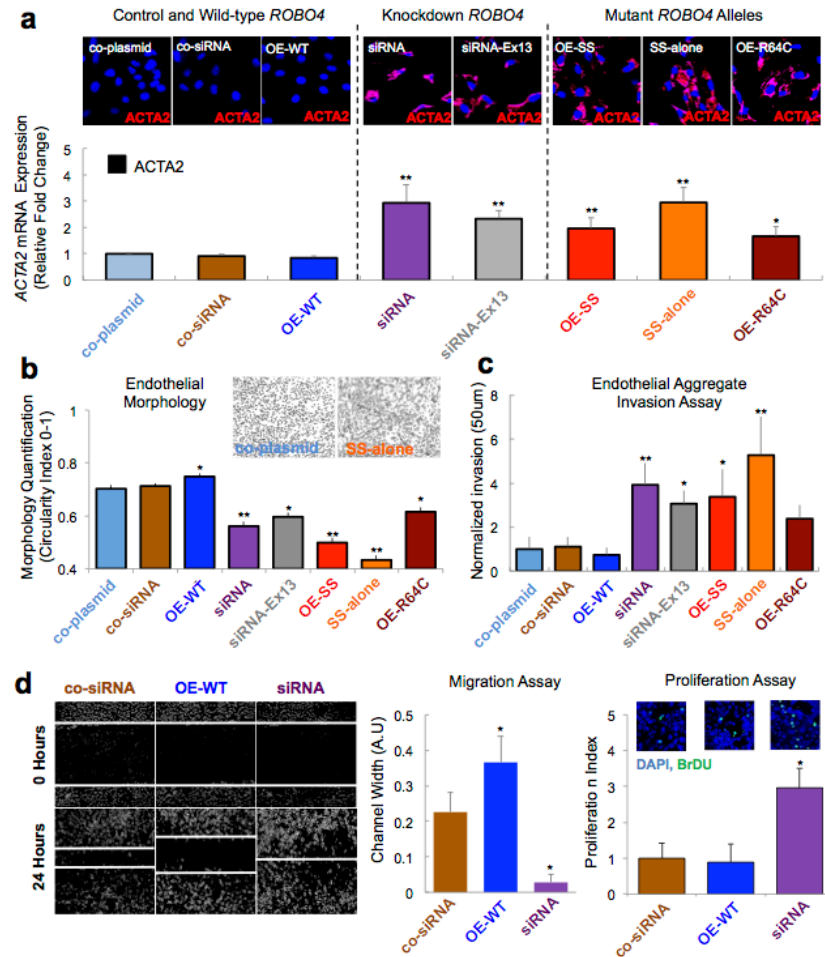 a
Control and Wild-type ROBO4
Knockdown ROBO4
Mutant ROBO4 Alleles
co-plasmid
co-siRNA
OE-WT
siRNA
siRNA-Ex13
OE-SS
SS-alone
OE-R64C
ACTA2
ACTA2
ACTA2
ACTA2
ACTA2
ACTA2
ACTA2
ACTA2
ACTA2 mRNA Expression
(Relative Fold Change)
5
4
3
2
1
0
ACTA2
**
**
**
**
*
co-plasmid
co-siRNA
OE-WT
siRNA
siRNA-Ex13
OE-SS
SS-alone
OE-R64C
b
Endothelial
Morphology
co-plasmid
SS-alone
Morphology Quantification
(Circularity Index 0-1)
1
0.8
0.6
0.4
*
**
*
**
**
*
co-plasmid
co-siRNA
OE-WT
siRNA
siRNA-Ex13
OE-SS
SS-alone
OE-R64C
c
Endothelial Aggregate
Invasion Assay
Normalized invasion (50um)
8
6
4
2
0
**
*
*
**
co-plasmid
co-siRNA
OE-WT
siRNA
siRNA-Ex13
OE-SS
SS-alone
OE-R64C
d
co-siRNA
OE-WT
siRNA
0 Hours
24 Hours
Migration Assay
Channel Width (A.U)
0.5
0.4
0.3
0.2
0.1
0
*
*
co-siRNA
OE-WT
siRNA
Proliferation Assay
DAPI, BrDU
Proliferatio n Index
5
4
3
2
1
0
*
co-siRNA
OE-WT
siRNA